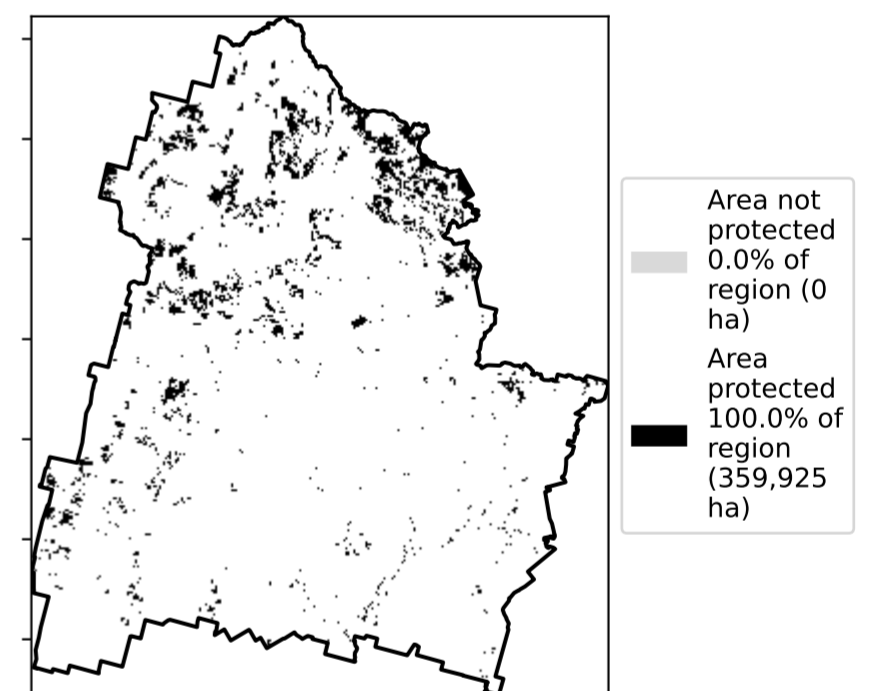 Area not
protected
0.0% of
region (0
ha)
Area
protected
100.0% of
region
(359,925
ha)